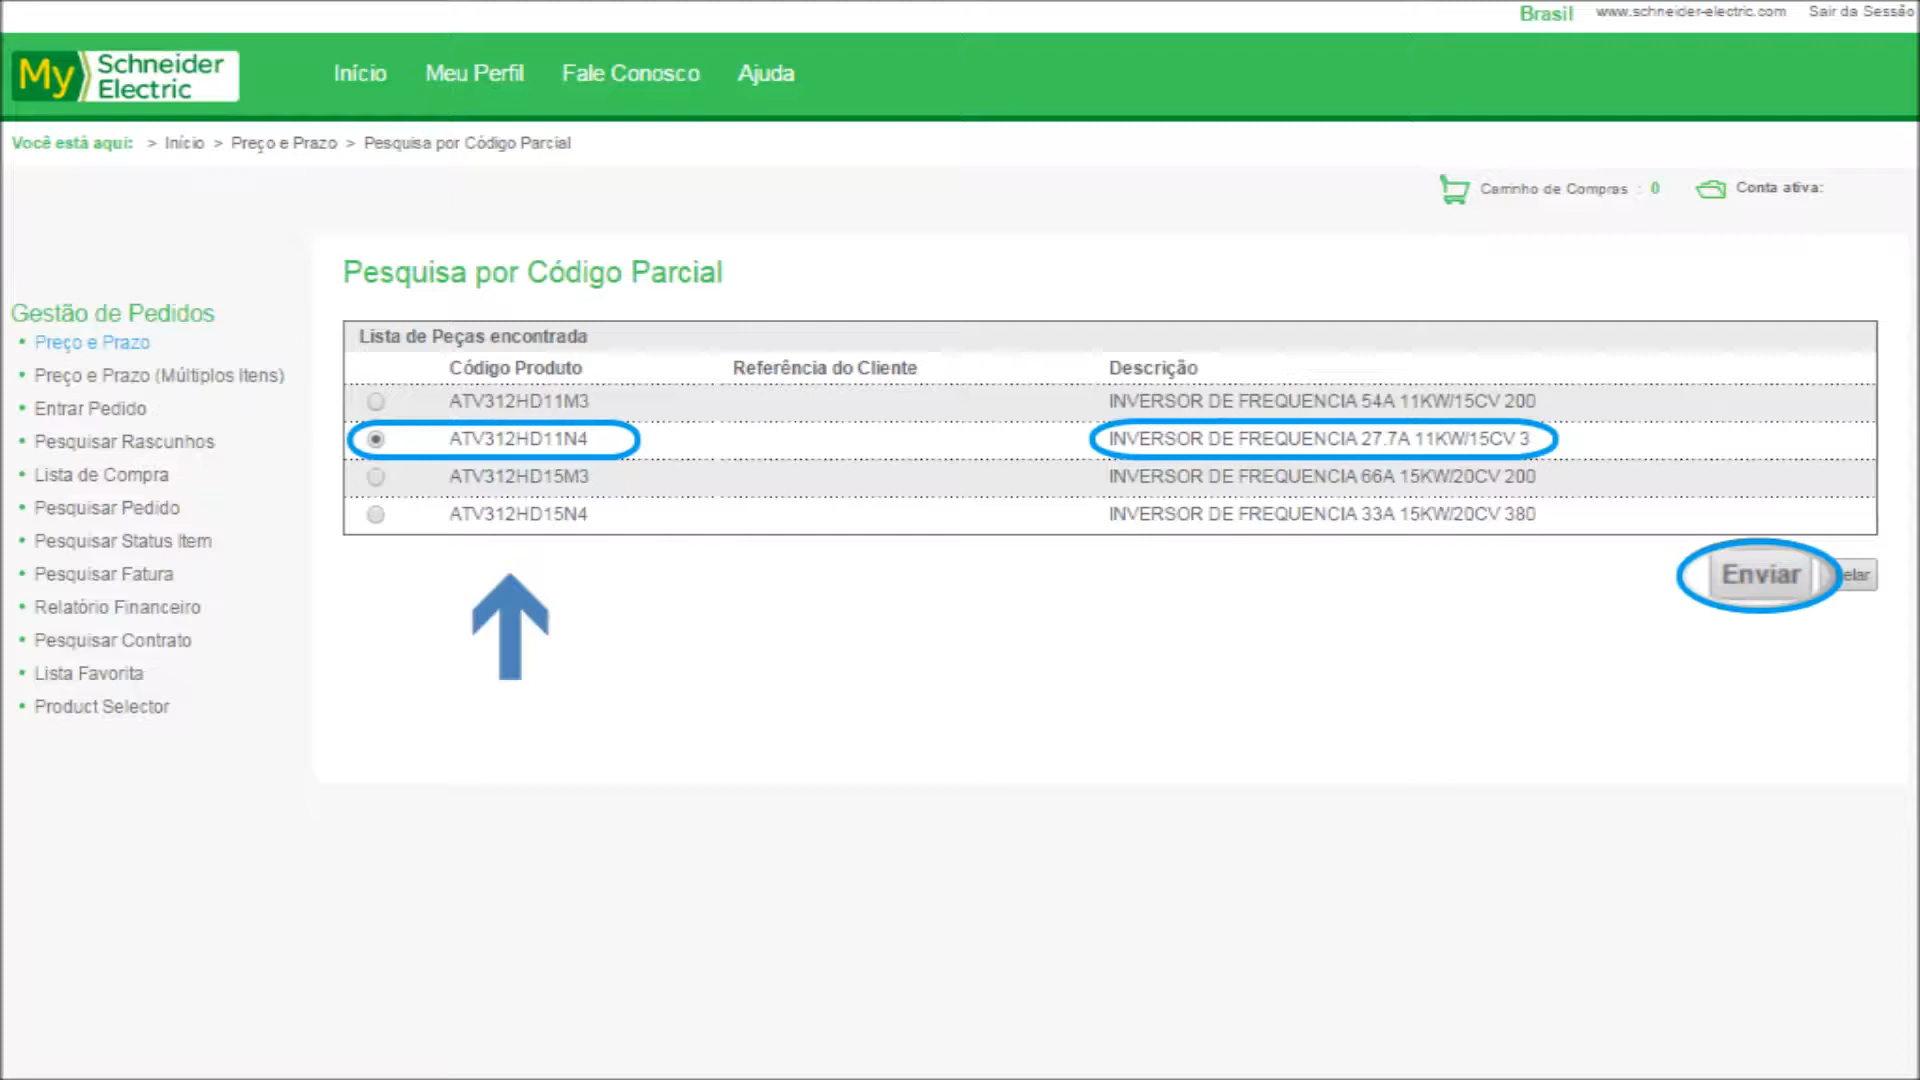 Brasil www.schneider-electric.com Sair da Sessão
My Schneider Electric
Início Meu Perfil Fale Conosco Ajuda
Você está aqui: > Início > Preço e Prazo > Pesquisa por Código Parcial
Carrinho de Compras : 0 Conta ativa:
Pesquisa por Código Parcial
Gestão de Pedidos
• Preço e Prazo
• Preço e Prazo (Múltiplos Itens)
• Entrar Pedido
• Pesquisar Rascunhos
• Lista de Compra
• Pesquisar Pedido
• Pesquisar Status Item
• Pesquisar Fatura
• Relatório Financeiro
• Pesquisar Contrato
• Lista Favorita
• Product Selector
Lista de Peças encontrada
Código Produto Referência do Cliente Descrição
ATV312HD11M3 INVERSOR DE FREQUENCIA 54A 11KW/15CV 200
ATV312HD11N4 INVERSOR DE FREQUENCIA 27.7A 11KW/15CV 3
ATV312HD15M3 INVERSOR DE FREQUENCIA 66A 15KW/20CV 200
ATV312HD15N4 INVERSOR DE FREQUENCIA 33A 15KW/20CV 380
Enviar elar